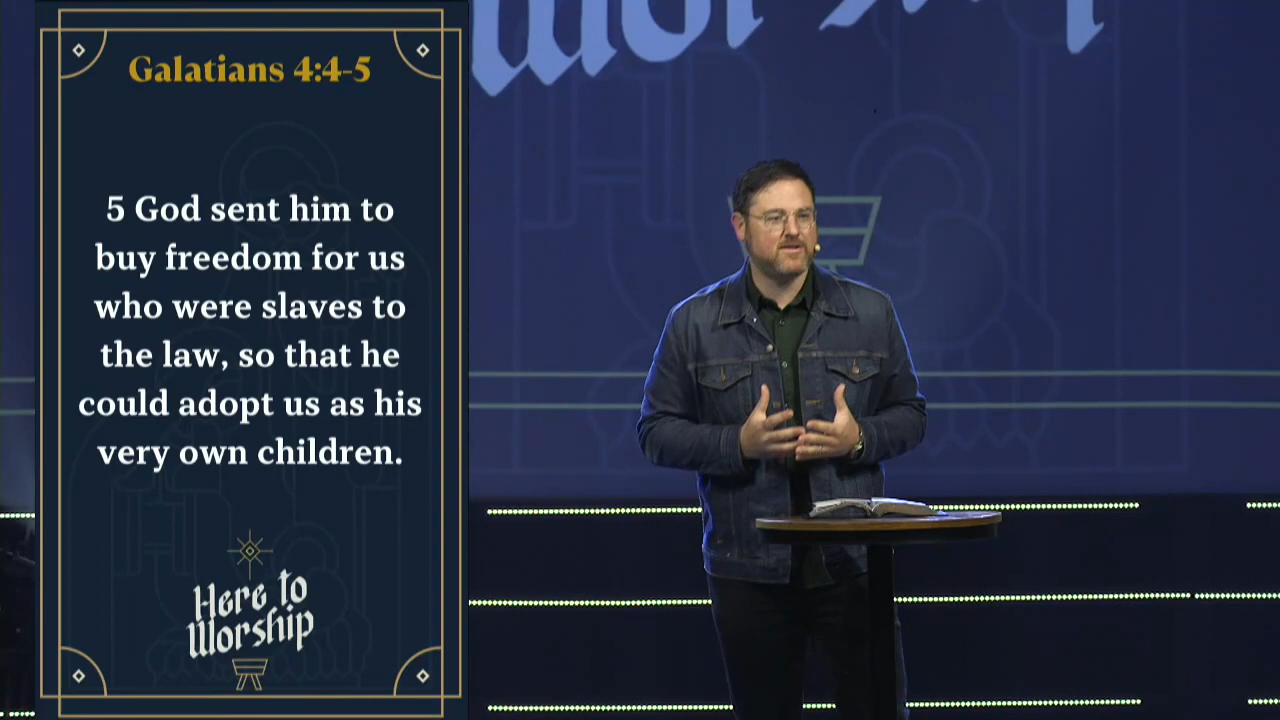 Galatians 4:4-5
5 God sent him to
buy freedom for us
who were slaves to
the law, so that he
could adopt us as his
very own children.
Here to
Worship
Worship